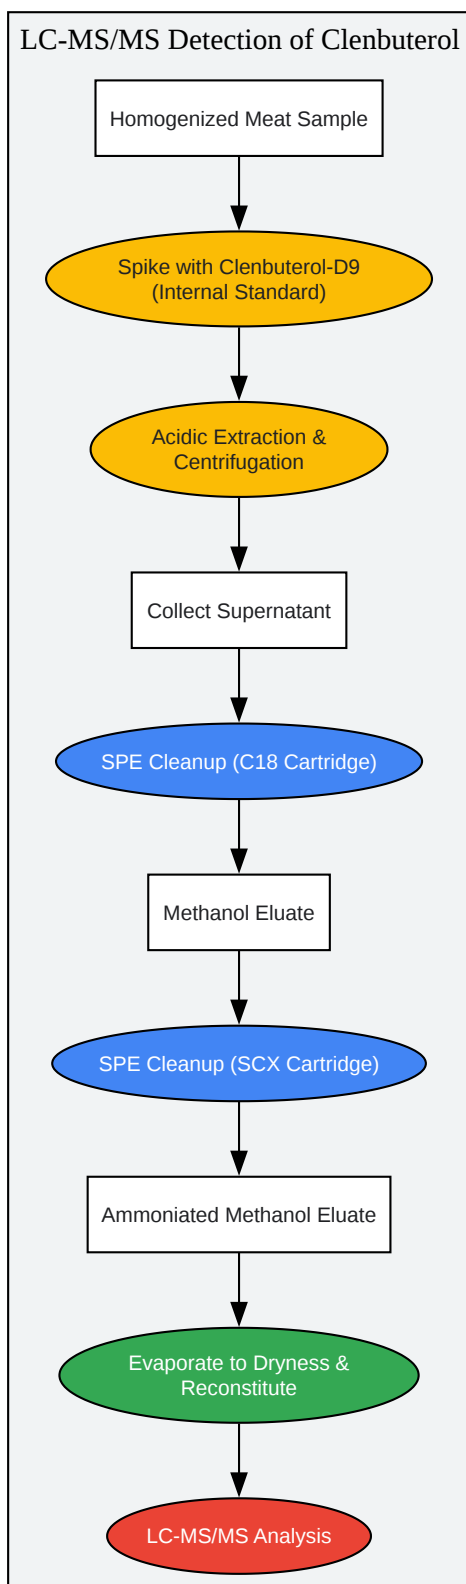 LC-MS/MS Detection of Clenbuterol
Homogenized Meat Sample
Spike with Clenbuterol-D9
(Internal Standard)
Acidic Extraction &
Centrifugation
Collect Supernatant
SPE Cleanup (C18 Cartridge)
Methanol Eluate
SPE Cleanup (SCX Cartridge)
Ammoniated Methanol Eluate
Evaporate to Dryness &
Reconstitute
LC-MS/MS Analysis